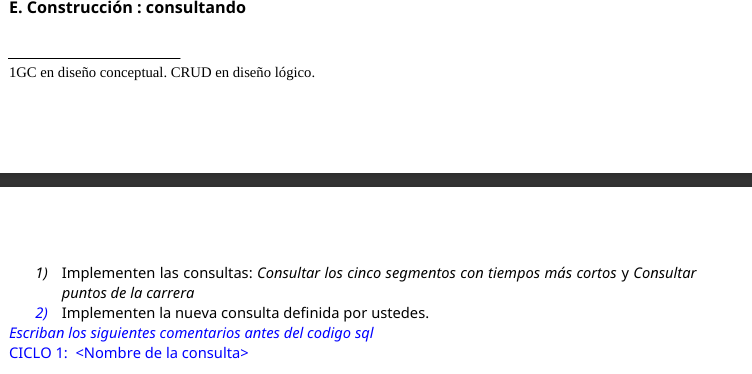 E. Construcción : consultando
1GC en diseño conceptual. CRUD en diseño lógico.
1) Implementen las consultas: Consultar los cinco segmentos con tiempos más cortos y Consultar
puntos de la carrera
2) Implementen la nueva consulta definida por ustedes.
Escriban los siguientes comentarios antes del codigo sql
CICLO 1: <Nombre de la consulta>